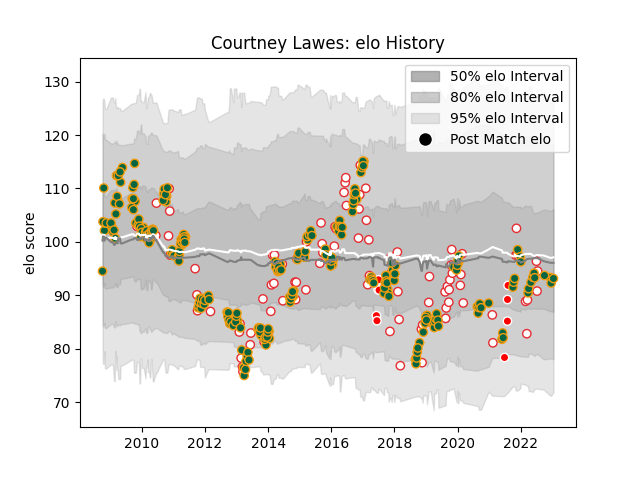 Courtney Lawes: elo History
50% elo Interval
80% elo Interval
95% elo Interval
Post Match elo
elo score
130
120
110
100
90
80
70
2010 2012 2014 2016 2018 2020 2022